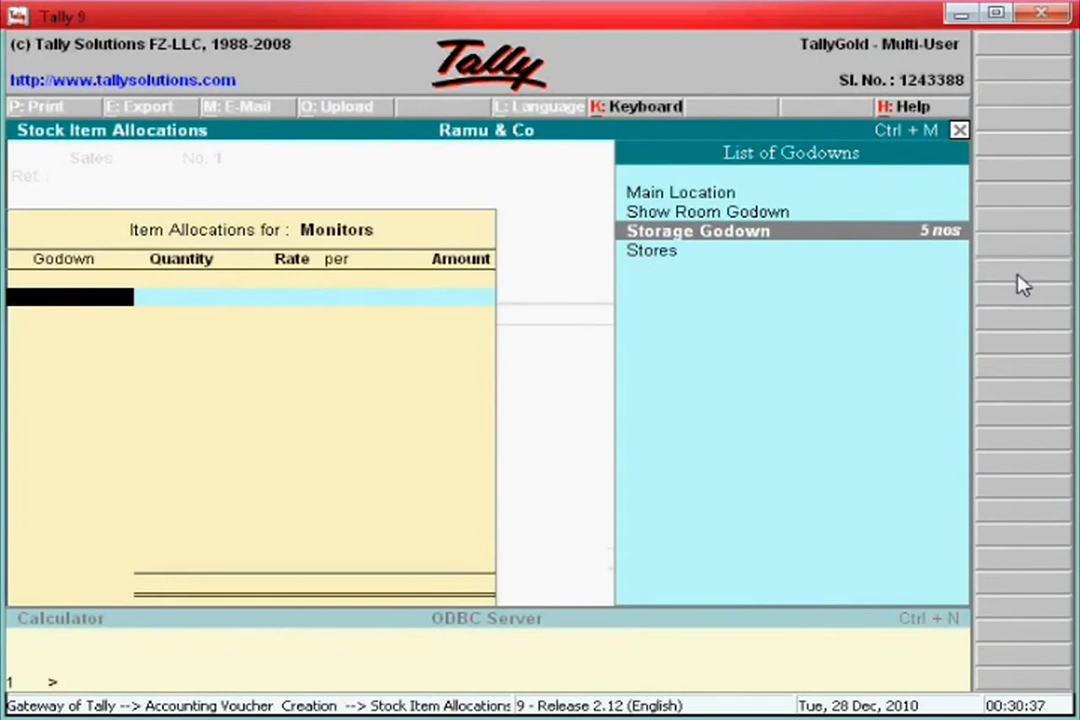 Tally 9
(c) Tally Solutions FZ-LLC, 1988-2008
Tally
TallyGold - Multi-User
http://www.tallysolutions.com
Sl. No. : 1243388
P: Print E: Export M: E-Mail O: Upload L: Language K: Keyboard H: Help
Stock Item Allocations Ramu & Co Ctrl + M
List of Godowns
Sales No. 1
Ref. :
Main Location
Show Room Godown
Storage Godown 5 nos
Stores
Item Allocations for : Monitors
Godown Quantity Rate per Amount
Calculator ODBC Server Ctrl + N
1 >
Gateway of Tally --> Accounting Voucher Creation --> Stock Item Allocations 9 - Release 2.12 (English) Tue, 28 Dec, 2010 00:30:37